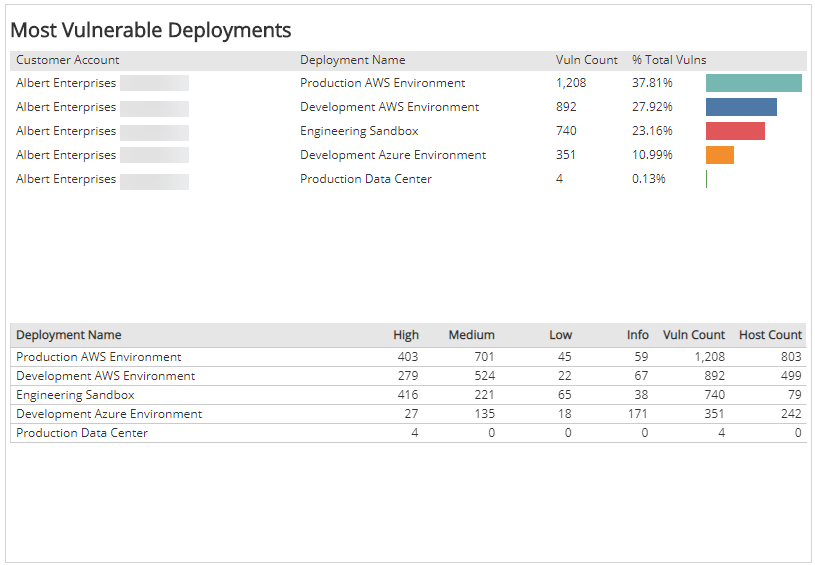 Most Vulnerable Deployments
Customer Account Deployment Name Vuln Count % Total Vulns
Albert Enterprises Production AWS Environment 1,208 37.81%
Albert Enterprises Development AWS Environment 892 27.92%
Albert Enterprises Engineering Sandbox 740 23.16%
Albert Enterprises Development Azure Environment 351 10.99%
Albert Enterprises Production Data Center 4 0.13%
Deployment Name High Medium Low Info Vuln Count Host Count
Production AWS Environment 403 701 45 59 1,208 803
Development AWS Environment 279 524 22 67 892 499
Engineering Sandbox 416 221 65 38 740 79
Development Azure Environment 27 135 18 171 351 242
Production Data Center 4 0 0 0 4 0